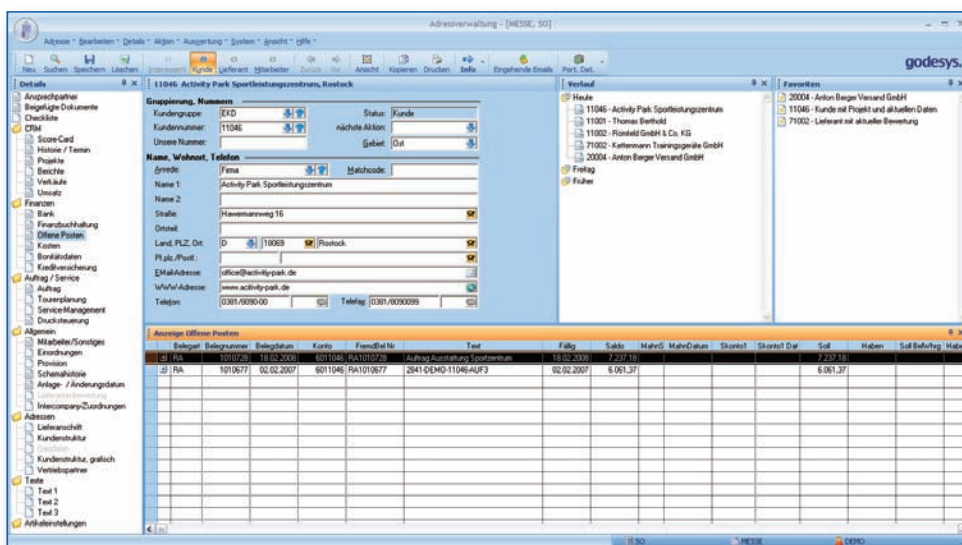 Adressverwaltung - [MESSE, SO]
Adresse Bearbeiten Details Aktion Auswertung System Ansicht Hilfe
Neu Suchen Speichern Löschen Interessent Kunde Lieferant Mitarbeiter Zurück Vor Ansicht Kopieren Drucken Info Eingehende Emails Port. Dat.
godesys.
Details
Ansprechpartner
Beigefügte Dokumente
Checkliste
CRM
Score-Card
Historie / Termin
Projekte
Berichte
Verkäufe
Umsatz
Finanzen
Bank
Finanzbuchhaltung
Offene Posten
Kosten
Bonitätsdaten
Kreditversicherung
Auftrag / Service
Auftrag
Tourenplanung
Service Management
Drucksteuerung
Allgemein
Mitarbeiter/Sonstiges
Einordnungen
Provision
Schemahistorie
Anlage- / Änderungsdatum
Lieferantenbewertung
Intercompany-Zuordnungen
Adressen
Lieferanschrift
Kundenstruktur
Kundenstruktur, grafisch
Vertriebspartner
Texte
Text 1
Text 2
Text 3
Artikeleinstellungen
11046 Activity Park Sportleistungszentrum, Rostock
Gruppierung, Nummern
Kundengruppe: EKD Status: Kunde
Kundennummer: 11046 nächste Aktion:
Unsere Nummer: Gebiet: Ost
Name, Wohnort, Telefon
Anrede: Firma Matchcode:
Name 1: Activity Park Sportleistungszentrum
Name 2:
Straße: Hawermannweg 16
Ortsteil:
Land, PLZ, Ort: D 18069 Rostock
Pf.plz./Postf.:
EMail-Adresse: office@activitiy-park.de
WWW-Adresse: www.acitivity-park.de
Telefon: 0381/8090-00 Telefax: 0381/8090099
Verlauf
Heute
11046 - Activity Park Sportleistungszentrum
11001 - Thomas Berthold
11002 - Romfeld GmbH & Co. KG
71002 - Kettermann Trainingsgeräte GmbH
20004 - Anton Berger Versand GmbH
Freitag
Früher
Favoriten
20004 - Anton Berger Versand GmbH
11046 - Kunde mit Projekt und aktuellen Daten
71002 - Lieferant mit aktueller Bewertung
Anzeige Offene Posten
Belegart Belegnummer Belegdatum Konto FremdBel Nr Text Fällig Saldo MahnS MahnDatum Skonto1 Skonto1 Dat Soll Haben Soll BefWhrg Habe
RA 1010728 18.02.2008 6011046 RA1010728 Auftrag Ausstattung Sportzentrum 18.02.2008 7.237,18 7.237,18
RA 1010677 02.02.2007 6011046 RA1010677 2841-DEMO-11046-AUF3 02.02.2007 6.061,37 6.061,37
SO MESSE DEMO